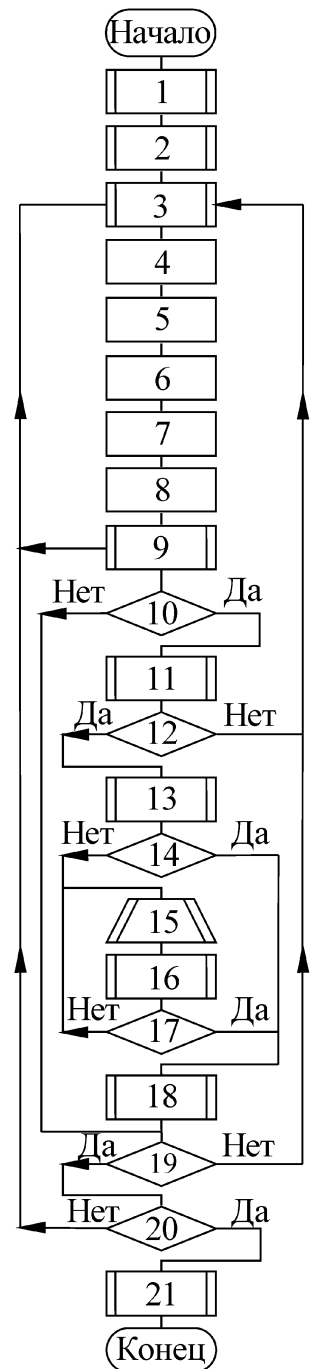 Начало
1
2
3
4
5
6
7
8
9
Нет 10 Да
11
Да 12 Нет
13
Нет 14 Да
15
16
Нет 17 Да
18
Да 19 Нет
Нет 20 Да
21
Конец